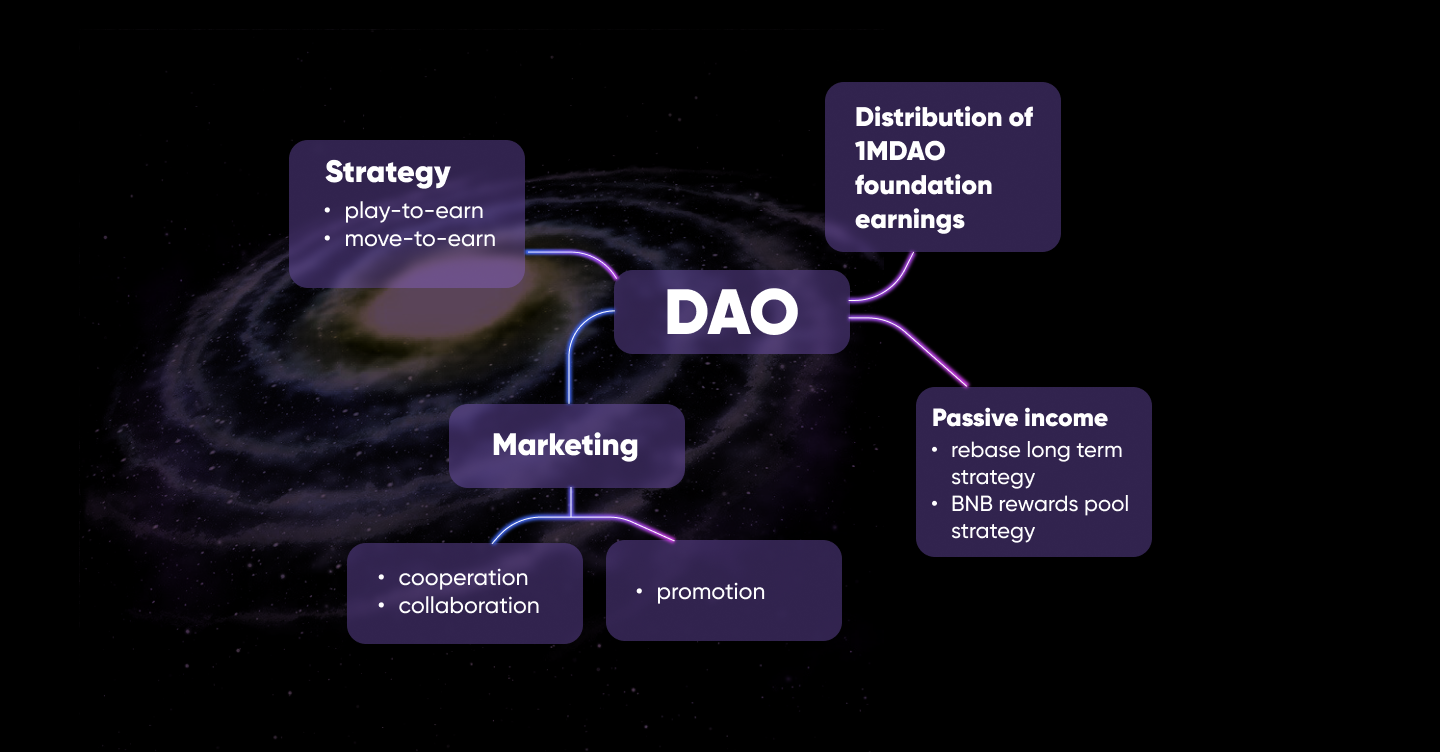 Strategy
• play-to-earn
• move-to-earn
Distribution of
1MDAO
foundation
earnings
DAO
Marketing
• cooperation
• collaboration
• promotion
Passive income
• rebase long term
strategy
• BNB rewards pool
strategy